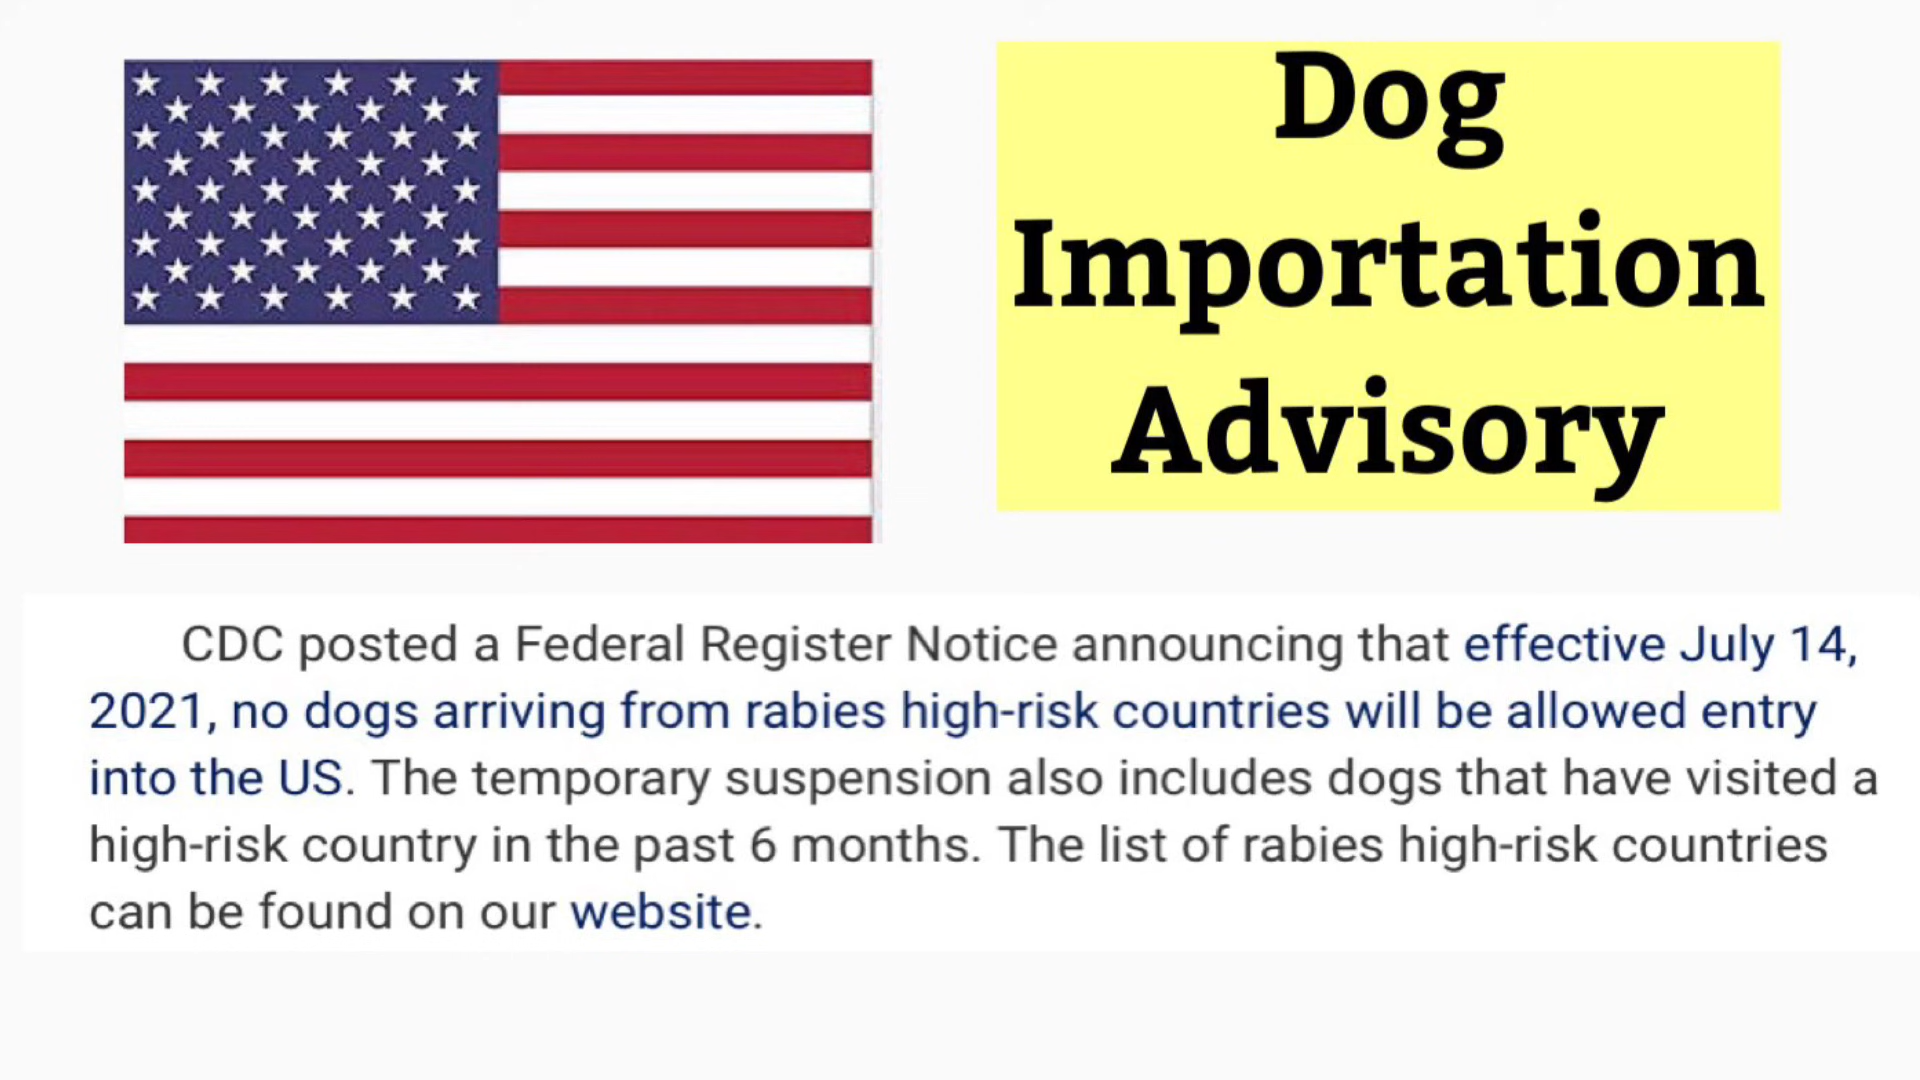 Dog
Importation
Advisory
CDC posted a Federal Register Notice announcing that effective July 14,
2021, no dogs arriving from rabies high-risk countries will be allowed entry
into the US. The temporary suspension also includes dogs that have visited a
high-risk country in the past 6 months. The list of rabies high-risk countries
can be found on our website.